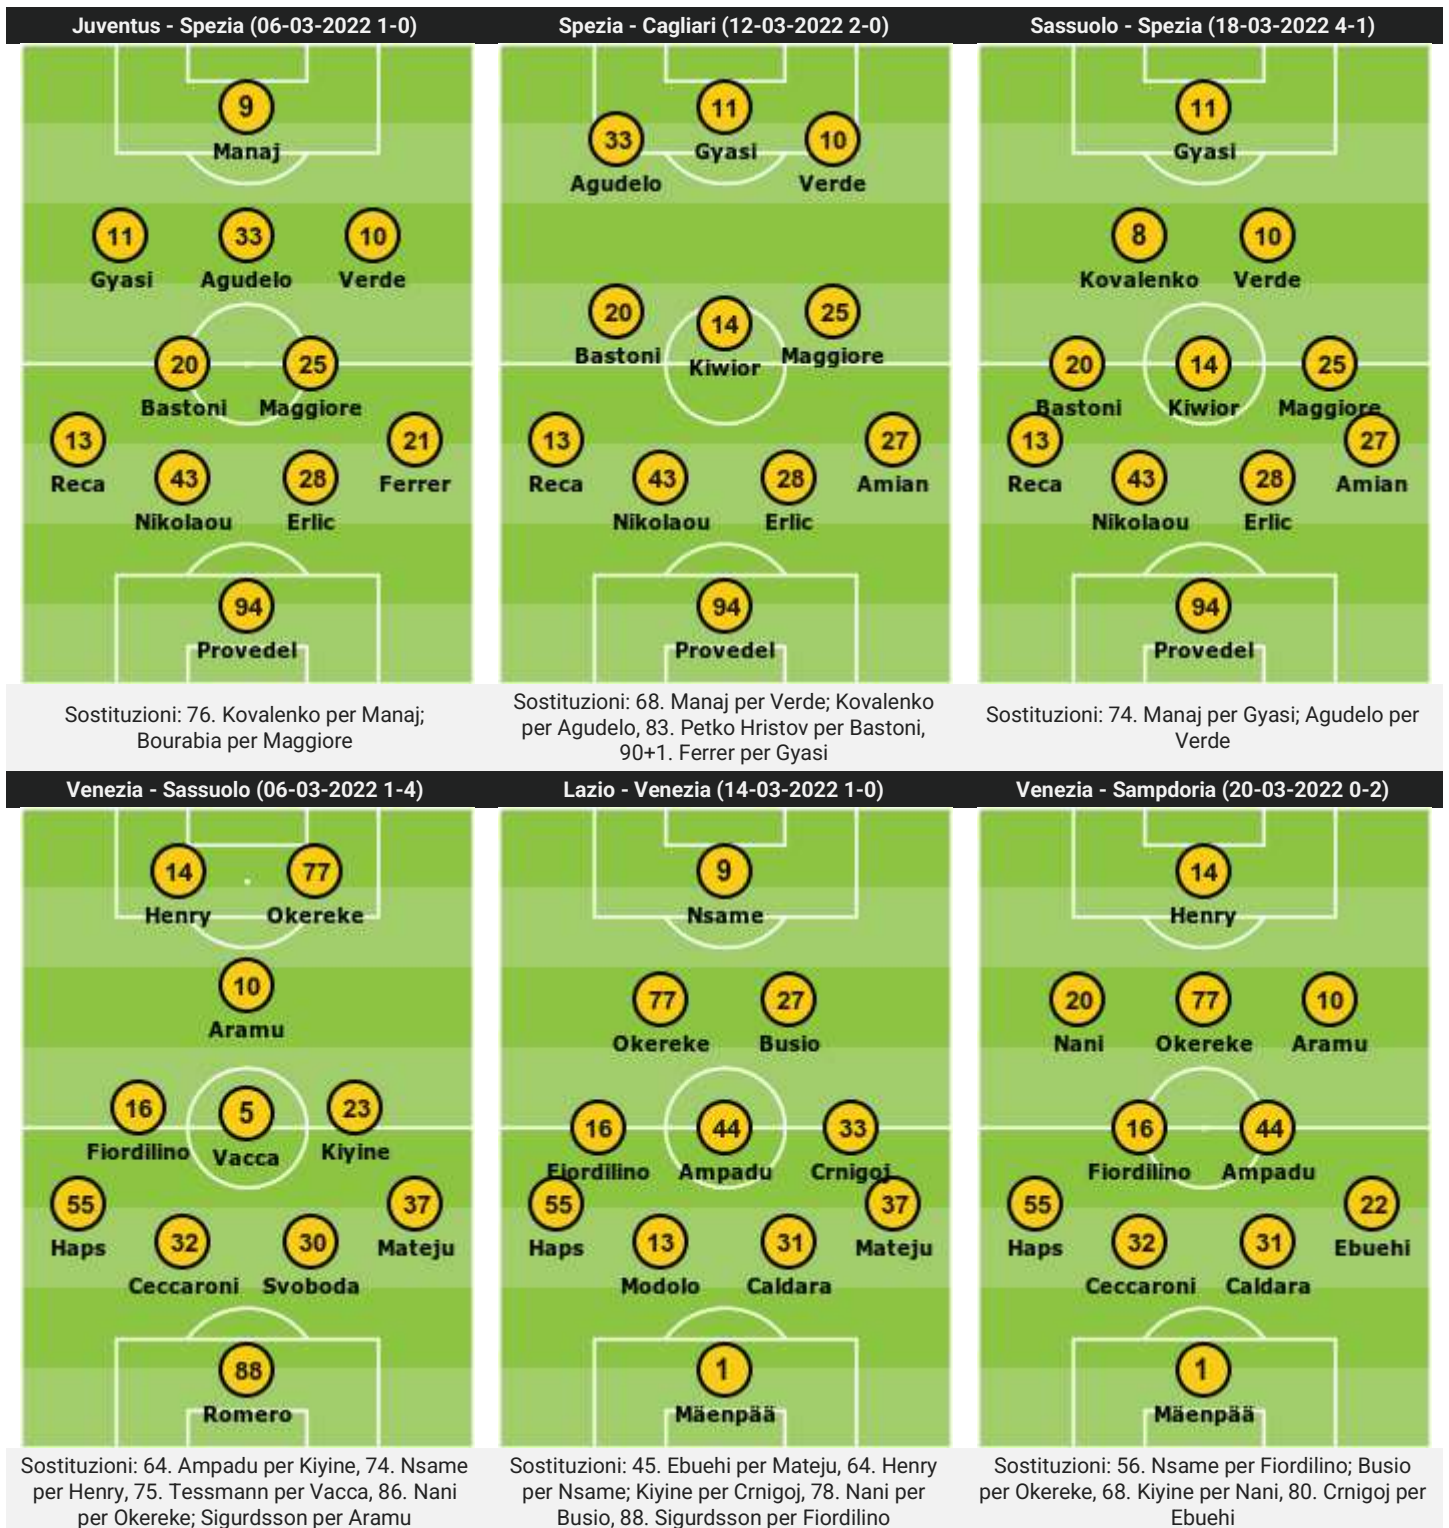 Juventus - Spezia (06-03-2022 1-0)
9
Manaj
11 33 10
Gyasi Agudelo Verde
20 25
Bastoni Maggiore
13 21
Reca Ferrer
43 28
Nikolaou Erlic
94
Provedel
Sostituzioni: 76. Kovalenko per Manaj;
Bourabia per Maggiore
Spezia - Cagliari (12-03-2022 2-0)
11
Gyasi
33 10
Agudelo Verde
20 14 25
Bastoni Kiwior Maggiore
13 27
Reca Amian
43 28
Nikolaou Erlic
94
Provedel
Sostituzioni: 68. Manaj per Verde; Kovalenko
per Agudelo, 83. Petko Hristov per Bastoni,
90+1. Ferrer per Gyasi
Sassuolo - Spezia (18-03-2022 4-1)
11
Gyasi
8 10
Kovalenko Verde
20 14 25
Bastoni Kiwior Maggiore
13 27
Reca Amian
43 28
Nikolaou Erlic
94
Provedel
Sostituzioni: 74. Manaj per Gyasi; Agudelo per
Verde
Venezia - Sassuolo (06-03-2022 1-4)
14 77
Henry Okereke
10
Aramu
16 5 23
Fiordilino Vacca Kiyine
55 37
Haps Mateju
32 30
Ceccaroni Svoboda
88
Romero
Sostituzioni: 64. Ampadu per Kiyine, 74. Nsame
per Henry, 75. Tessmann per Vacca, 86. Nani
per Okereke; Sigurdsson per Aramu
Lazio - Venezia (14-03-2022 1-0)
9
Nsame
77 27
Okereke Busio
16 44 33
Fiordilino Ampadu Crnigoj
55 37
Haps Mateju
13 31
Modolo Caldara
1
Mäenpää
Sostituzioni: 45. Ebuehi per Mateju, 64. Henry
per Nsame; Kiyine per Crnigoj, 78. Nani per
Busio, 88. Sigurdsson per Fiordilino
Venezia - Sampdoria (20-03-2022 0-2)
14
Henry
20 77 10
Nani Okereke Aramu
16 44
Fiordilino Ampadu
55 22
Haps Ebuehi
32 31
Ceccaroni Caldara
1
Mäenpää
Sostituzioni: 56. Nsame per Fiordilino; Busio
per Okereke, 68. Kiyine per Nani, 80. Crnigoj per
Ebuehi